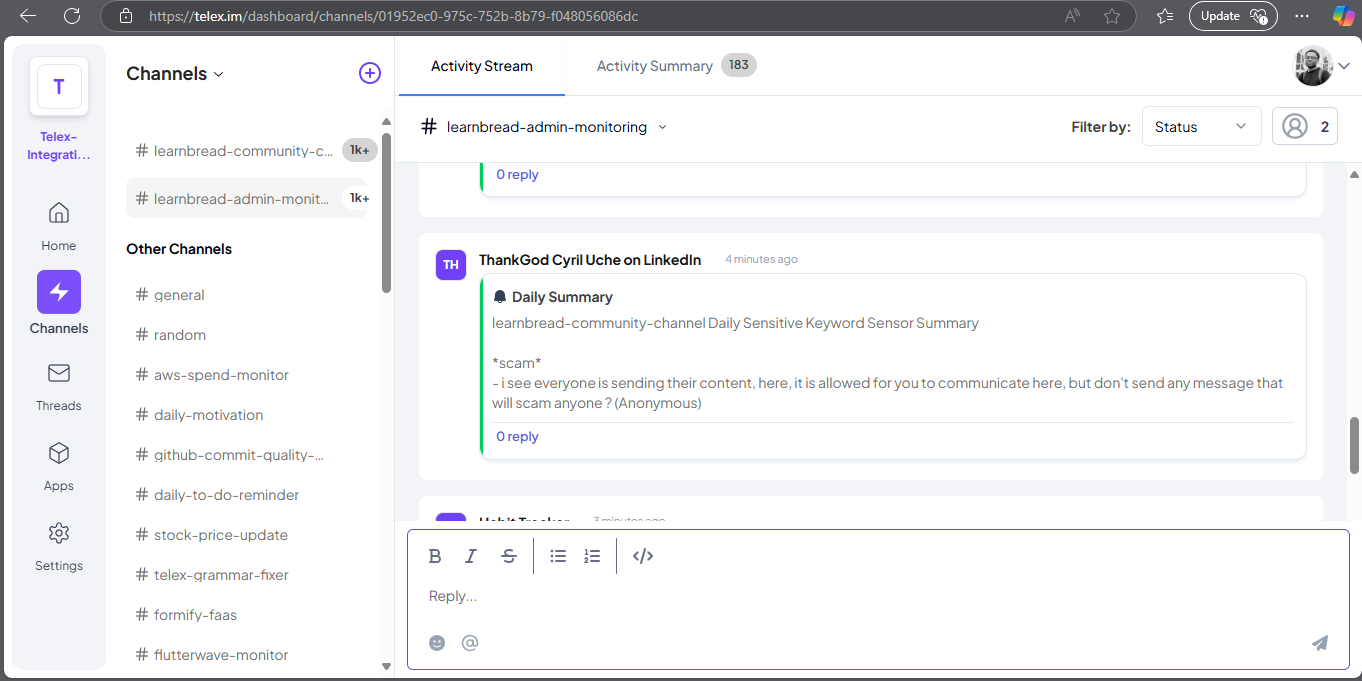 https://telex.im/dashboard/channels/01952ec0-975c-752b-8b79-f048056086dc
Update
T
Telex-
Integrati...
Home
Channels
Threads
Apps
Settings
Channels
# learnbread-community-c... 1k+
# learnbread-admin-monit... 1k+
Other Channels
# general
# random
# aws-spend-monitor
# daily-motivation
# github-commit-quality-...
# daily-to-do-reminder
# stock-price-update
# telex-grammar-fixer
# formify-faas
# flutterwave-monitor
Activity Stream
Activity Summary 183
# learnbread-admin-monitoring
Filter by: Status 2
0 reply
TH
ThankGod Cyril Uche on LinkedIn 4 minutes ago
🔔 Daily Summary
learnbread-community-channel Daily Sensitive Keyword Sensor Summary
*scam*
- i see everyone is sending their content, here, it is allowed for you to communicate here, but don't send any message that
will scam anyone ? (Anonymous)
0 reply
Habit Tracker 3 minutes ago
B I S </>
Reply...
@